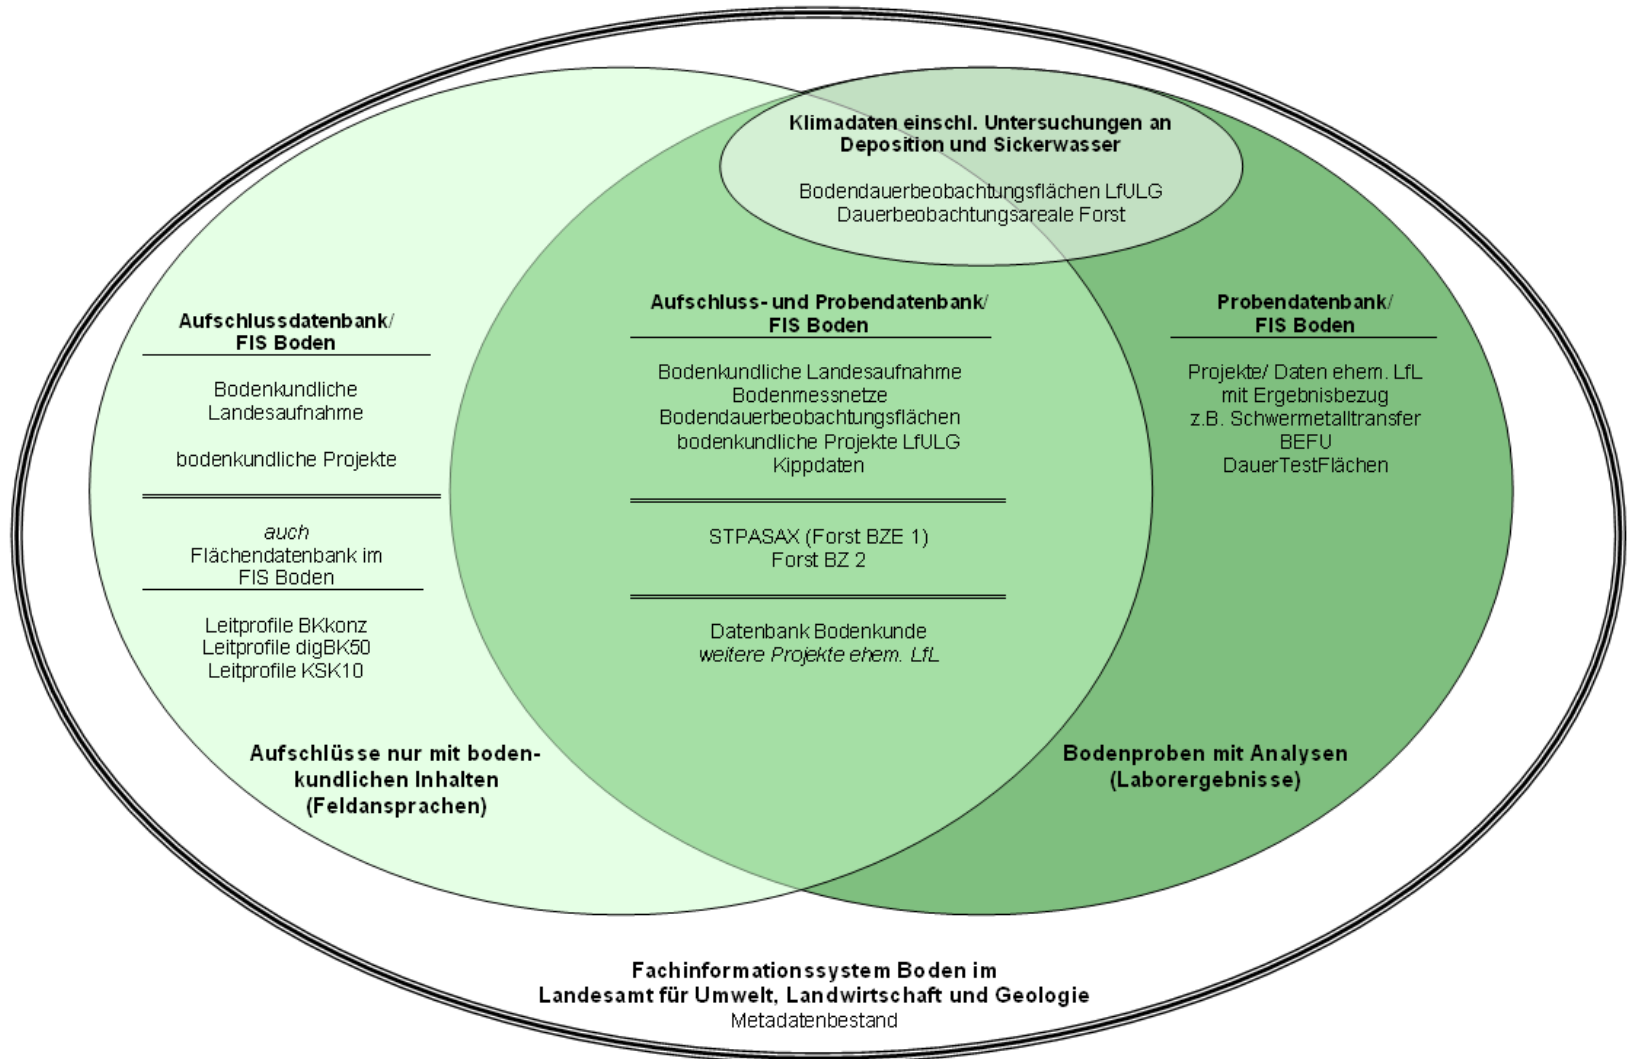 Klimadaten einschl. Untersuchungen an
Deposition und Sickerwasser
Bodendauerbeobachtungsflächen LfULG
Dauerbeobachtungsareale Forst
Aufschlussdatenbank/
FIS Boden
Bodenkundliche
Landesaufnahme
bodenkundliche Projekte
auch
Flächendatenbank im
FIS Boden
Leitprofile BKkonz
Leitprofile digBK50
Leitprofile KSK10
Aufschlüsse nur mit boden-
kundlichen Inhalten
(Feldansprachen)
Aufschluss- und Probendatenbank/
FIS Boden
Bodenkundliche Landesaufnahme
Bodenmessnetze
Bodendauerbeobachtungsflächen
bodenkundliche Projekte LfULG
Kippdaten
STPASAX (Forst BZE 1)
Forst BZ 2
Datenbank Bodenkunde
weitere Projekte ehem. LfL
Probendatenbank/
FIS Boden
Projekte/ Daten ehem. LfL
mit Ergebnisbezug
z.B. Schwermetalltransfer
BEFU
DauerTestFlächen
Bodenproben mit Analysen
(Laborergebnisse)
Fachinformationssystem Boden im
Landesamt für Umwelt, Landwirtschaft und Geologie
Metadatenbestand